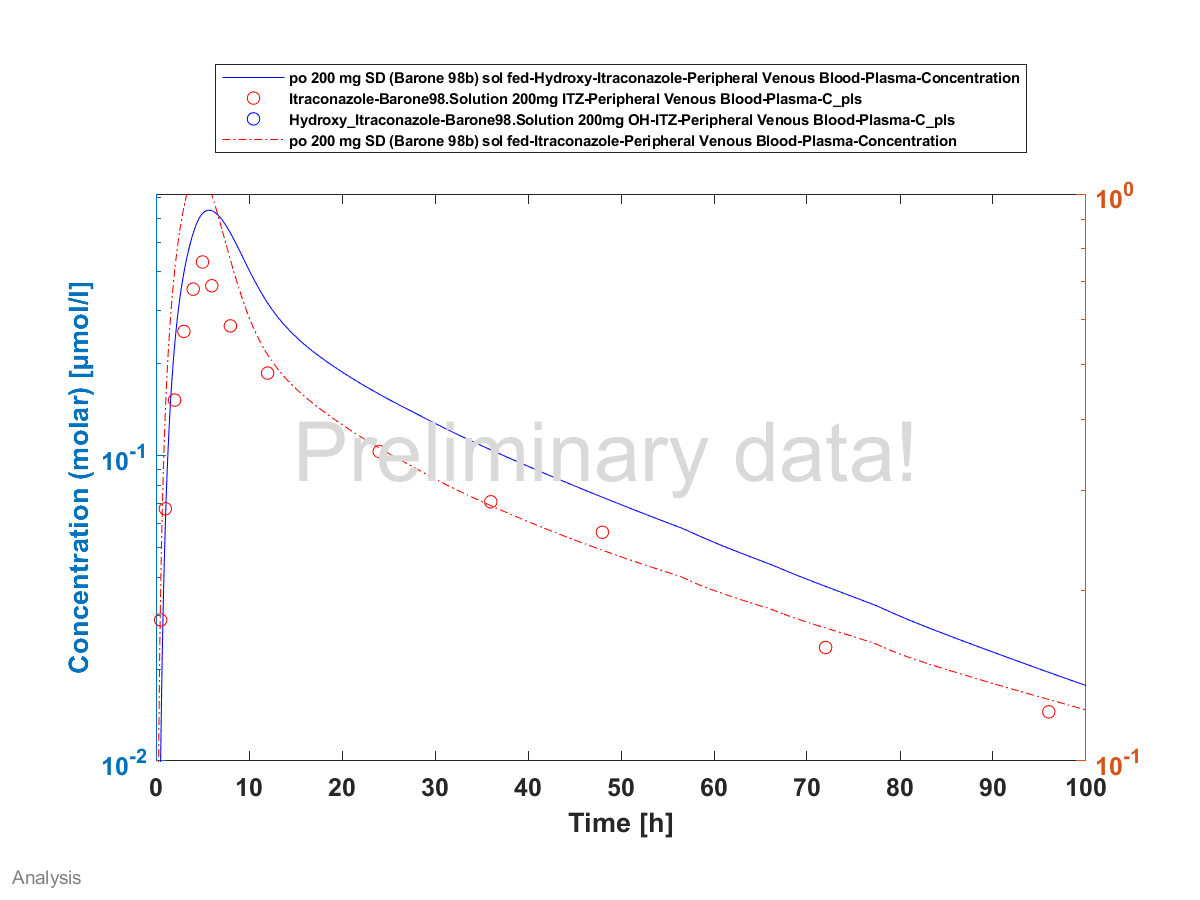 po 200 mg SD (Barone 98b) sol fed-Hydroxy-Itraconazole-Peripheral Venous Blood-Plasma-Concentration
Itraconazole-Barone98.Solution 200mg ITZ-Peripheral Venous Blood-Plasma-C_pls
Hydroxy_Itraconazole-Barone98.Solution 200mg OH-ITZ-Peripheral Venous Blood-Plasma-C_pls
po 200 mg SD (Barone 98b) sol fed-Itraconazole-Peripheral Venous Blood-Plasma-Concentration
10^0
Concentration (molar) [µmol/l]
10^-1
Preliminary data!
10^-2
10^-1
0 10 20 30 40 50 60 70 80 90 100
Time [h]
Analysis